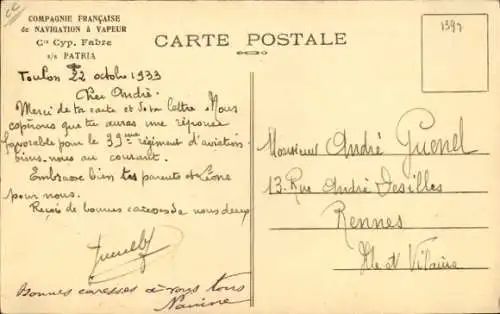 CC
1397
COMPAGNIE FRANÇAISE
de NAVIGATION à VAPEUR
Cie Cyp. Fabre
s/s PATRIA
CARTE POSTALE
Toulon 22 octobre 1933
Cher André.
Merci de ta carte et de ta lettre. Nous
espérons que tu auras une réponse
favorable pour le 39ème régiment d'aviation.
tiens-nous au courant.
Embrasse bien tes parents et Léone
pour nous.
Reçois de bonnes caresses de nous deux
Bonnes caresses à vous tous
Monsieur André Guenel
13. Rue André Desilles
Rennes
Ille et Vilaine